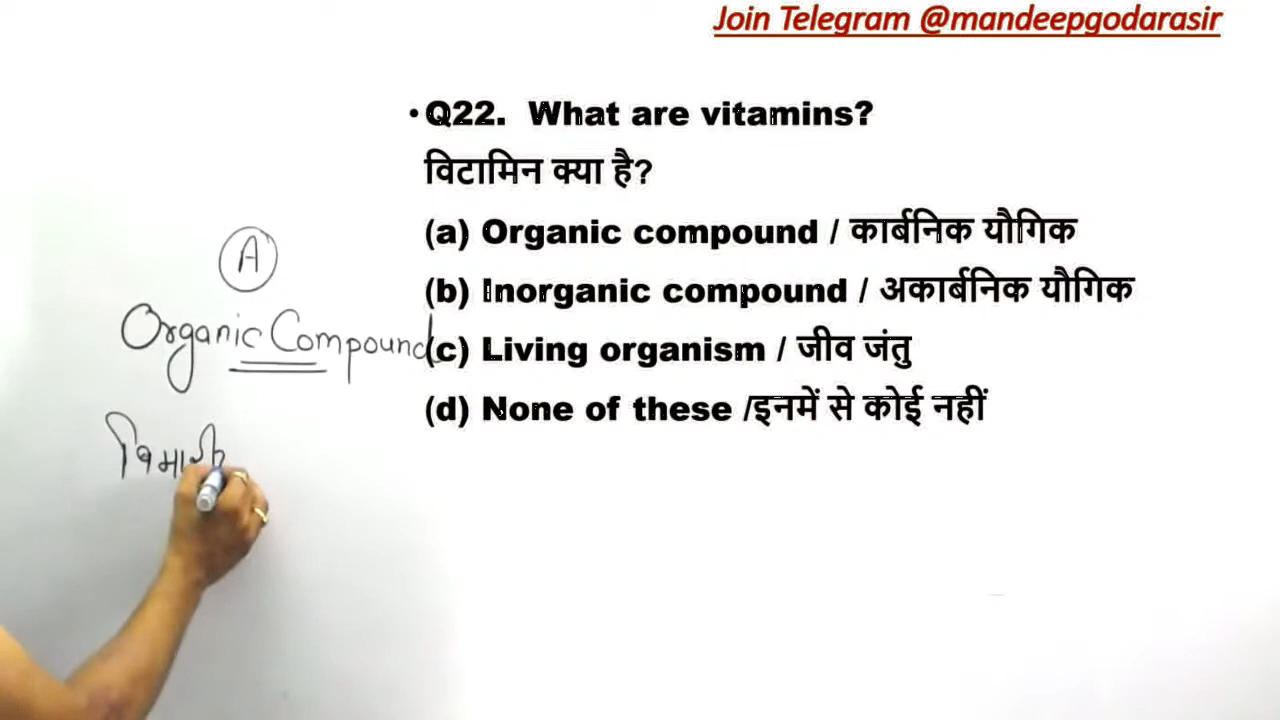 Join Telegram @mandeepgodarasir
• Q22. What are vitamins?
विटामिन क्या है?
(a) Organic compound / कार्बनिक यौगिक
(b) Inorganic compound / अकार्बनिक यौगिक
(c) Living organism / जीव जंतु
(d) None of these /इनमें से कोई नहीं
A
Organic Compound